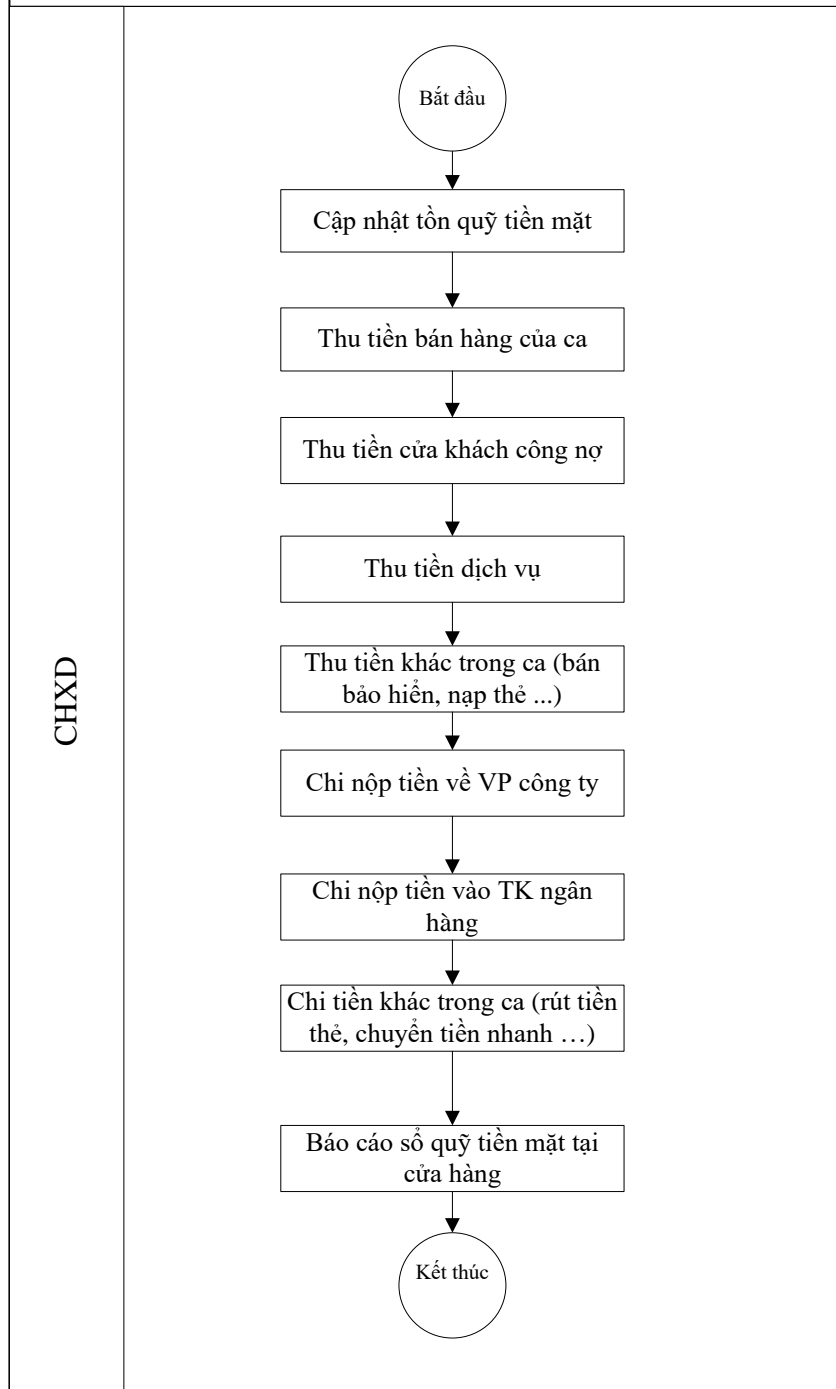 Bắt đầu
Cập nhật tồn quỹ tiền mặt
Thu tiền bán hàng của ca
Thu tiền cửa khách công nợ
Thu tiền dịch vụ
Thu tiền khác trong ca (bán
bảo hiển, nạp thẻ ...)
CHXD
Chi nộp tiền về VP công ty
Chi nộp tiền vào TK ngân
hàng
Chi tiền khác trong ca (rút tiền
thẻ, chuyển tiền nhanh …)
Báo cáo sổ quỹ tiền mặt tại
cửa hàng
Kết thúc